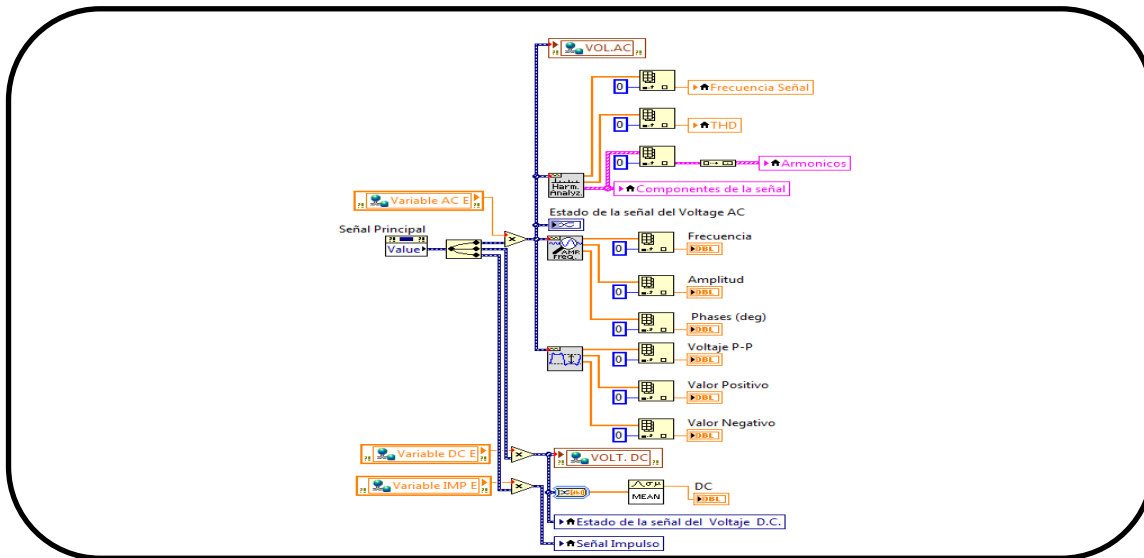 VOL.AC
0
Frecuencia Señal
0
THD
0
Armonicos
Harm.
Analyz.
Componentes de la señal
Variable AC E
Estado de la señal del Voltage AC
Señal Principal
Value
AMP
FREQ.
Frecuencia
0
DBL
Amplitud
0
DBL
Phases (deg)
0
DBL
Voltaje P-P
0
DBL
Valor Positivo
0
DBL
Valor Negativo
0
DBL
Variable DC E
VOLT. DC
Variable IMP E
MEAN
DC
DBL
Estado de la señal del Voltaje D.C.
Señal Impulso